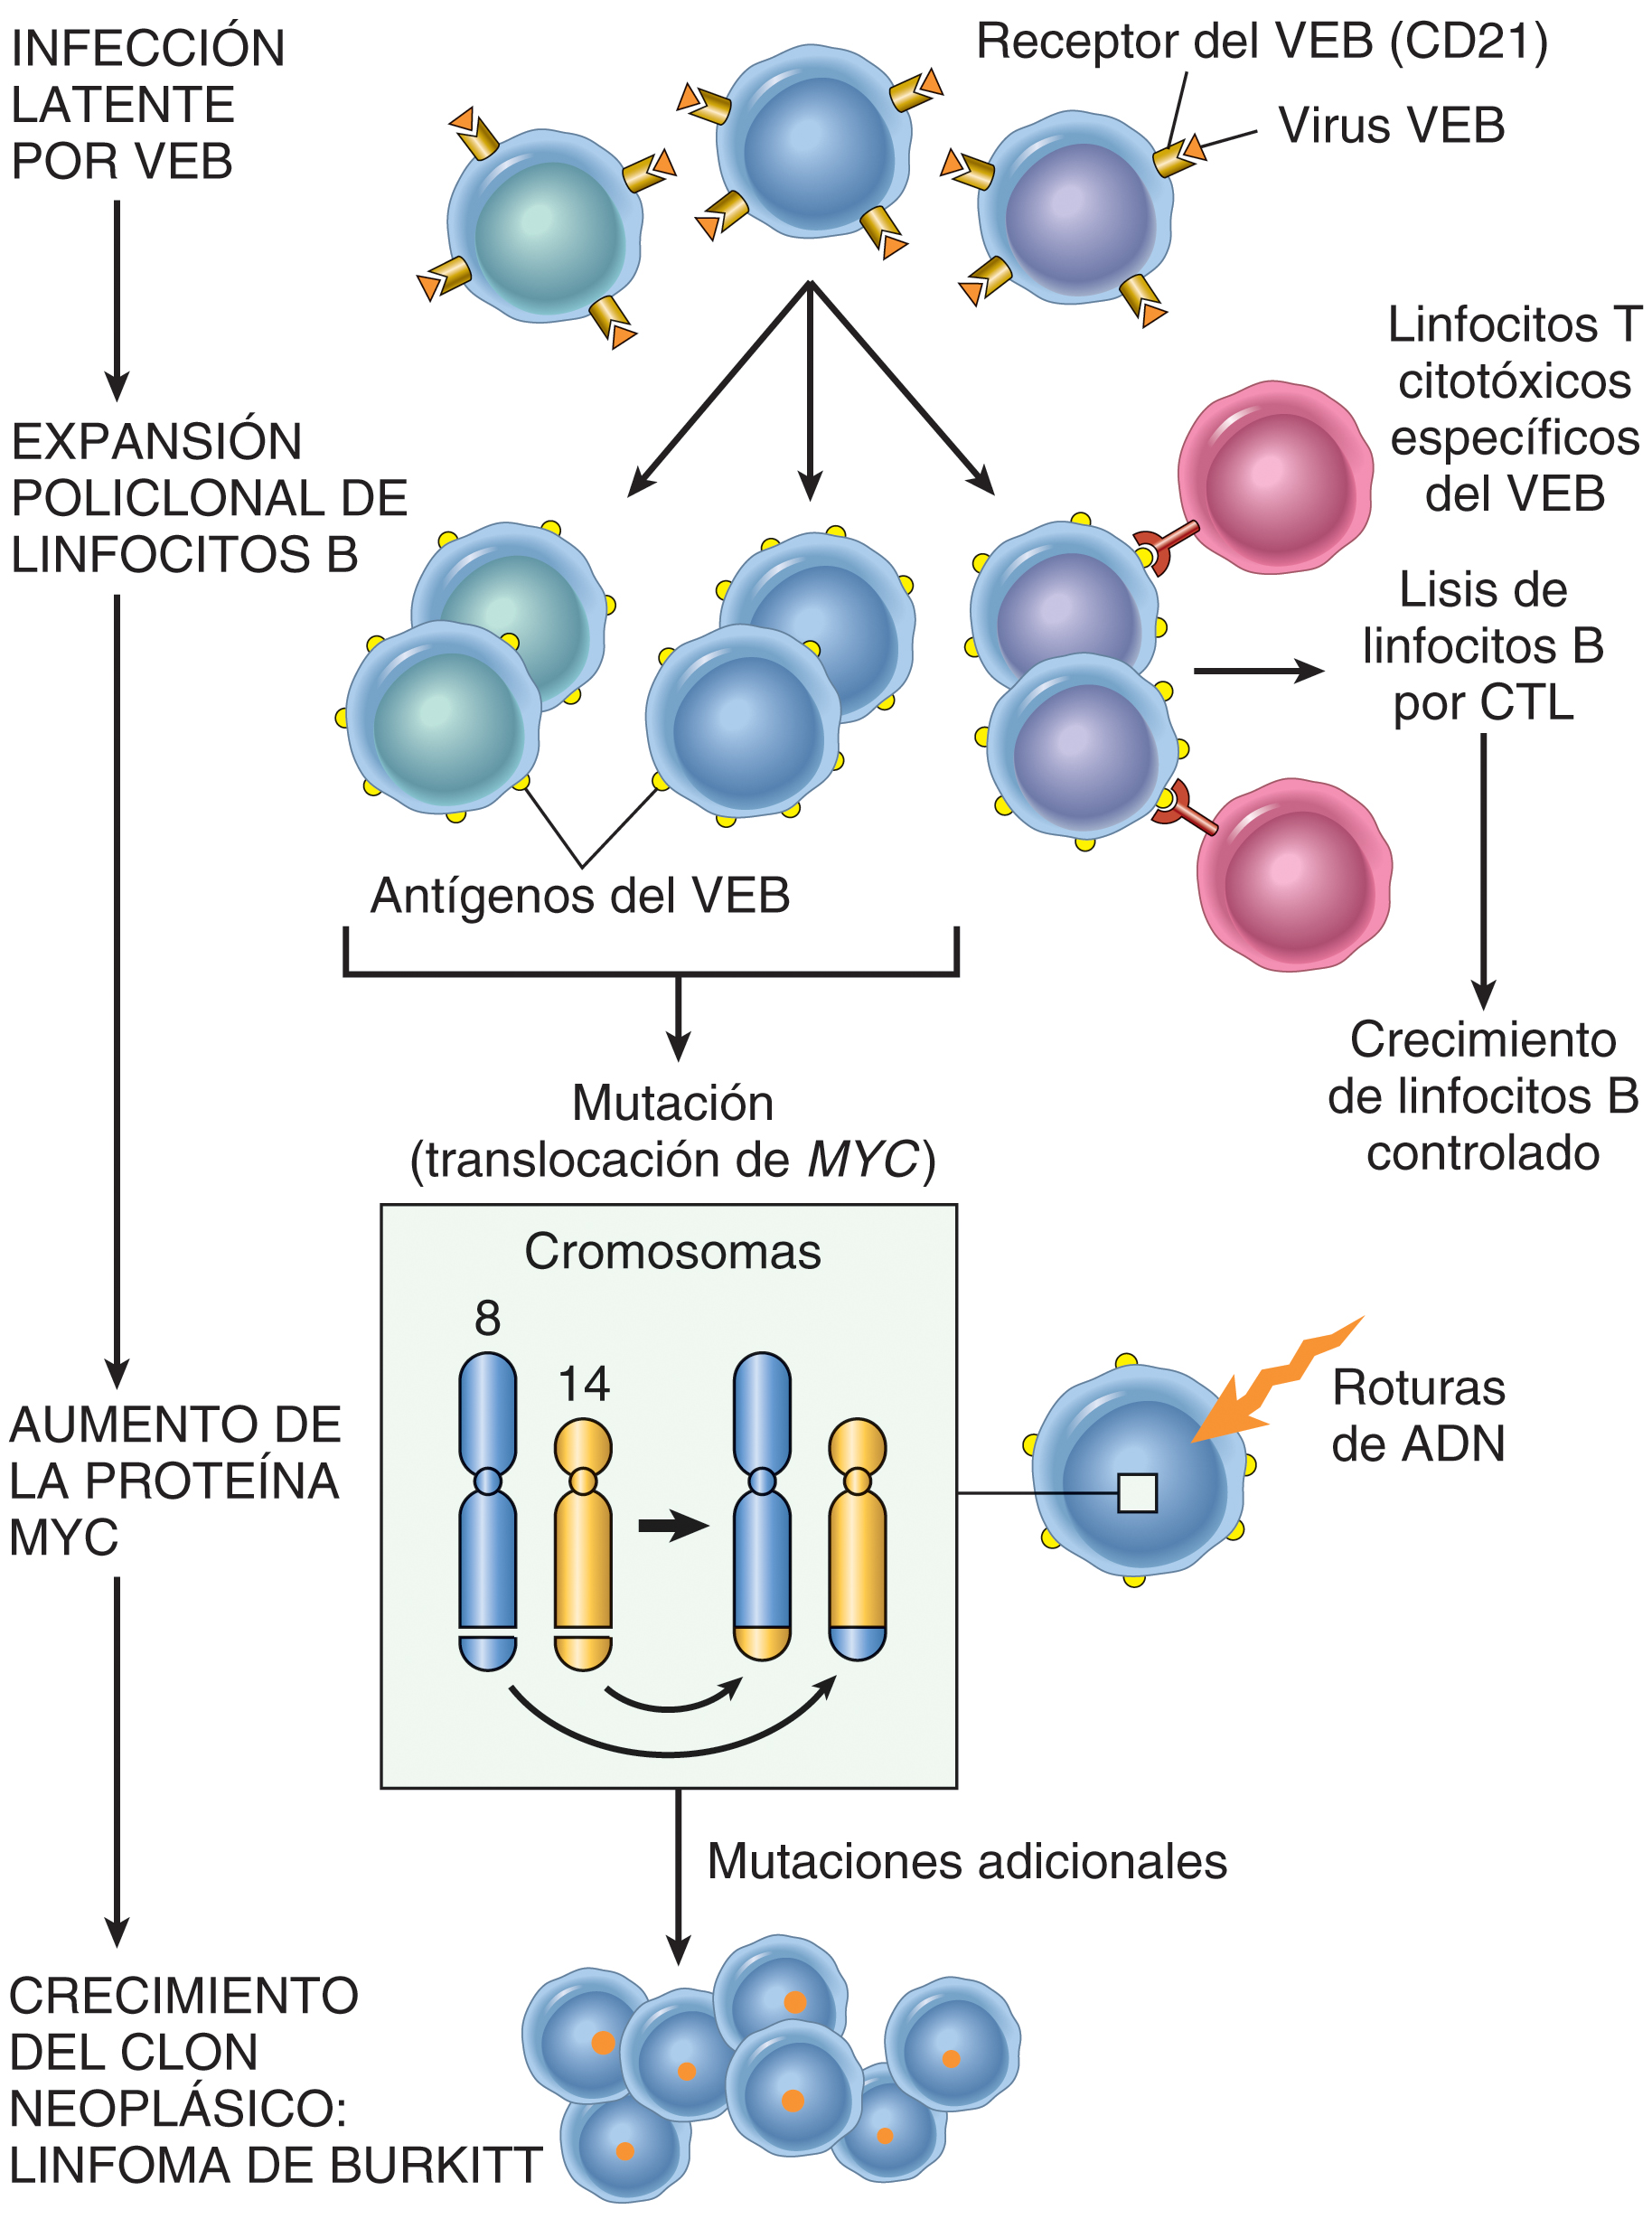 INFECCIÓN
LATENTE
POR VEB
Receptor del VEB (CD21)
Virus VEB
Linfocitos T
citotóxicos
específicos
del VEB
EXPANSIÓN
POLICLONAL DE
LINFOCITOS B
Lisis de
linfocitos B
por CTL
Antígenos del VEB
Crecimiento
de linfocitos B
controlado
Mutación
(translocación de MYC)
Cromosomas
8
14
Roturas
de ADN
AUMENTO DE
LA PROTEÍNA
MYC
Mutaciones adicionales
CRECIMIENTO
DEL CLON
NEOPLÁSICO:
LINFOMA DE BURKITT